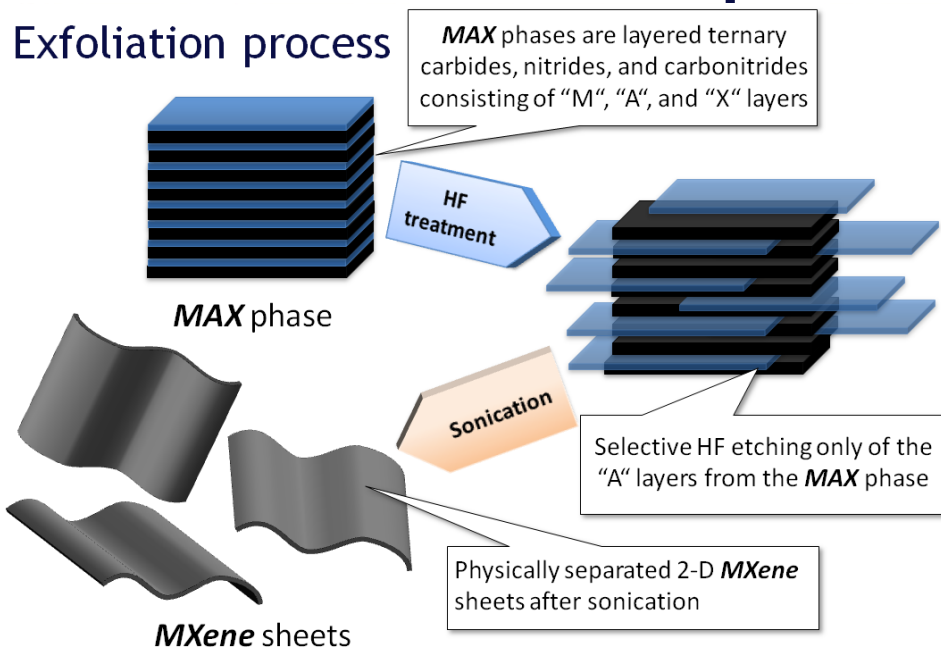 Exfoliation process
MAX phases are layered ternary
carbides, nitrides, and carbonitrides
consisting of “M“, “A“, and “X“ layers
HF
treatment
MAX phase
Sonication
Selective HF etching only of the
“A“ layers from the MAX phase
Physically separated 2-D MXene
sheets after sonication
MXene sheets